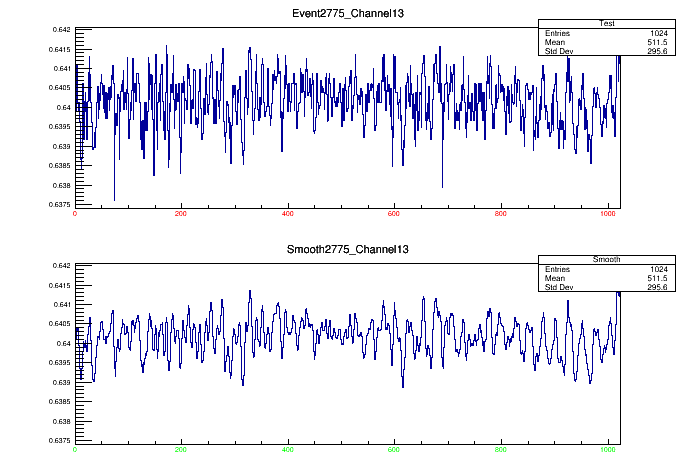 Event2775_Channel13
Test
Entries 1024
Mean 511.5
Std Dev 295.6
0.642
0.6415
0.641
0.6405
0.64
0.6395
0.639
0.6385
0.638
0.6375
0 200 400 600 800 1000
Smooth2775_Channel13
Smooth
Entries 1024
Mean 511.5
Std Dev 295.6
0.642
0.6415
0.641
0.6405
0.64
0.6395
0.639
0.6385
0.638
0.6375
0 200 400 600 800 1000